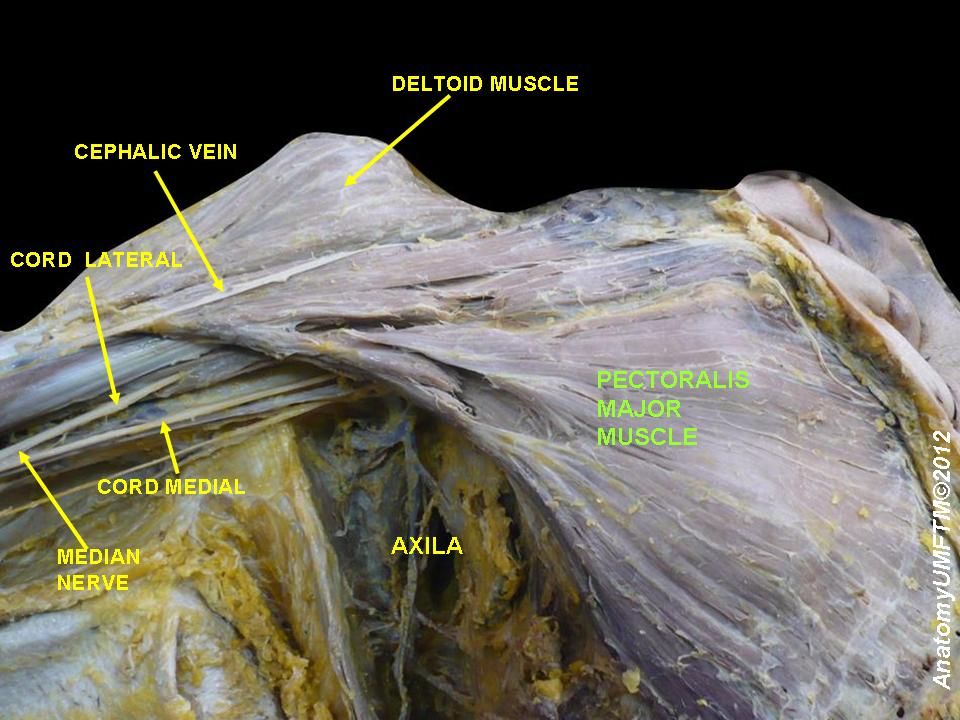 DELTOID MUSCLE
CEPHALIC VEIN
CORD LATERAL
PECTORALIS
MAJOR
MUSCLE
CORD MEDIAL
AXILA
MEDIAN
NERVE
AnatomyUMFTM©2012